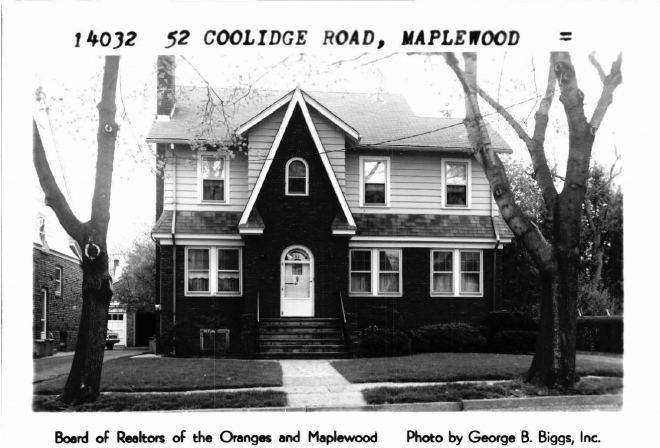 14032 52 COOLIDGE ROAD, MAPLEWOOD =
Board of Realtors of the Oranges and Maplewood Photo by George B. Biggs, Inc.